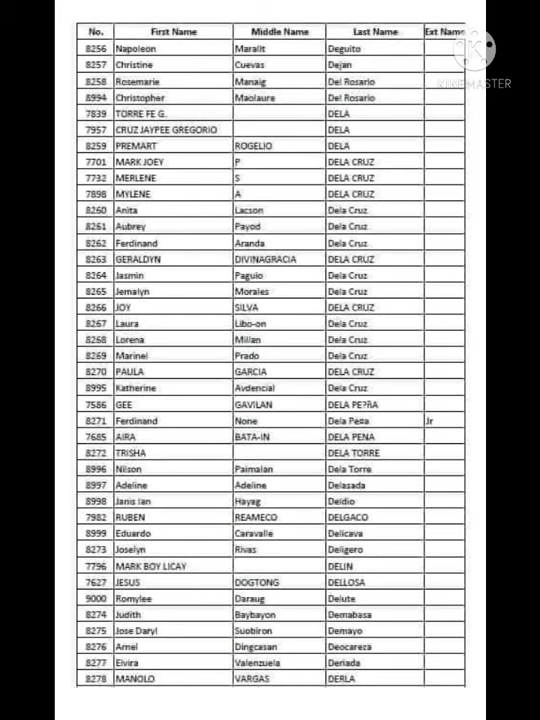 No. First Name Middle Name Last Name Ext Name
8256 Napoleon Maralit Deguito
8257 Christine Cuevas Dejan
8258 Rosemarie Manaig Del Rosario
8994 Christopher Maolaure Del Rosario
7839 TORRE FE G. DELA
7957 CRUZ JAYPEE GREGORIO DELA
8259 PREMART ROGELIO DELA
7701 MARK JOEY P DELA CRUZ
7732 MERLENE S DELA CRUZ
7898 MYLENE A DELA CRUZ
8260 Anita Lacson Dela Cruz
8261 Aubrey Payod Dela Cruz
8262 Ferdinand Aranda Dela Cruz
8263 GERALDYN DIVINAGRACIA DELA CRUZ
8264 Jasmin Paguio Dela Cruz
8265 Jemalyn Morales Dela Cruz
8266 JOY SILVA DELA CRUZ
8267 Laura Libo-on Dela Cruz
8268 Lorena Millan Dela Cruz
8269 Marinel Prado Dela Cruz
8270 PAULA GARCIA DELA CRUZ
8995 Katherine Avdencial Dela Cruz
7586 GEE GAVILAN DELA PE?ÑA
8271 Ferdinand None Dela Pe¤a Jr
7685 AIRA BATA-IN DELA PENA
8272 TRISHA DELA TORRE
8996 Nilson Paimalan Dela Torre
8997 Adeline Adeline Delasada
8998 Janis Ian Hayag Deldio
7982 RUBEN REAMECO DELGACO
8999 Eduardo Caravalle Delicava
8273 Joselyn Rivas Deligero
7796 MARK BOY LICAY DELIN
7627 JESUS DOGTONG DELLOSA
9000 Romylee Daraug Delute
8274 Judith Baybayon Demabasa
8275 Jose Daryl Suobiron Demayo
8276 Arnel Dingcasan Deocareza
8277 Elvira Valenzuela Deriada
8278 MANOLO VARGAS DERLA
KINEMASTER